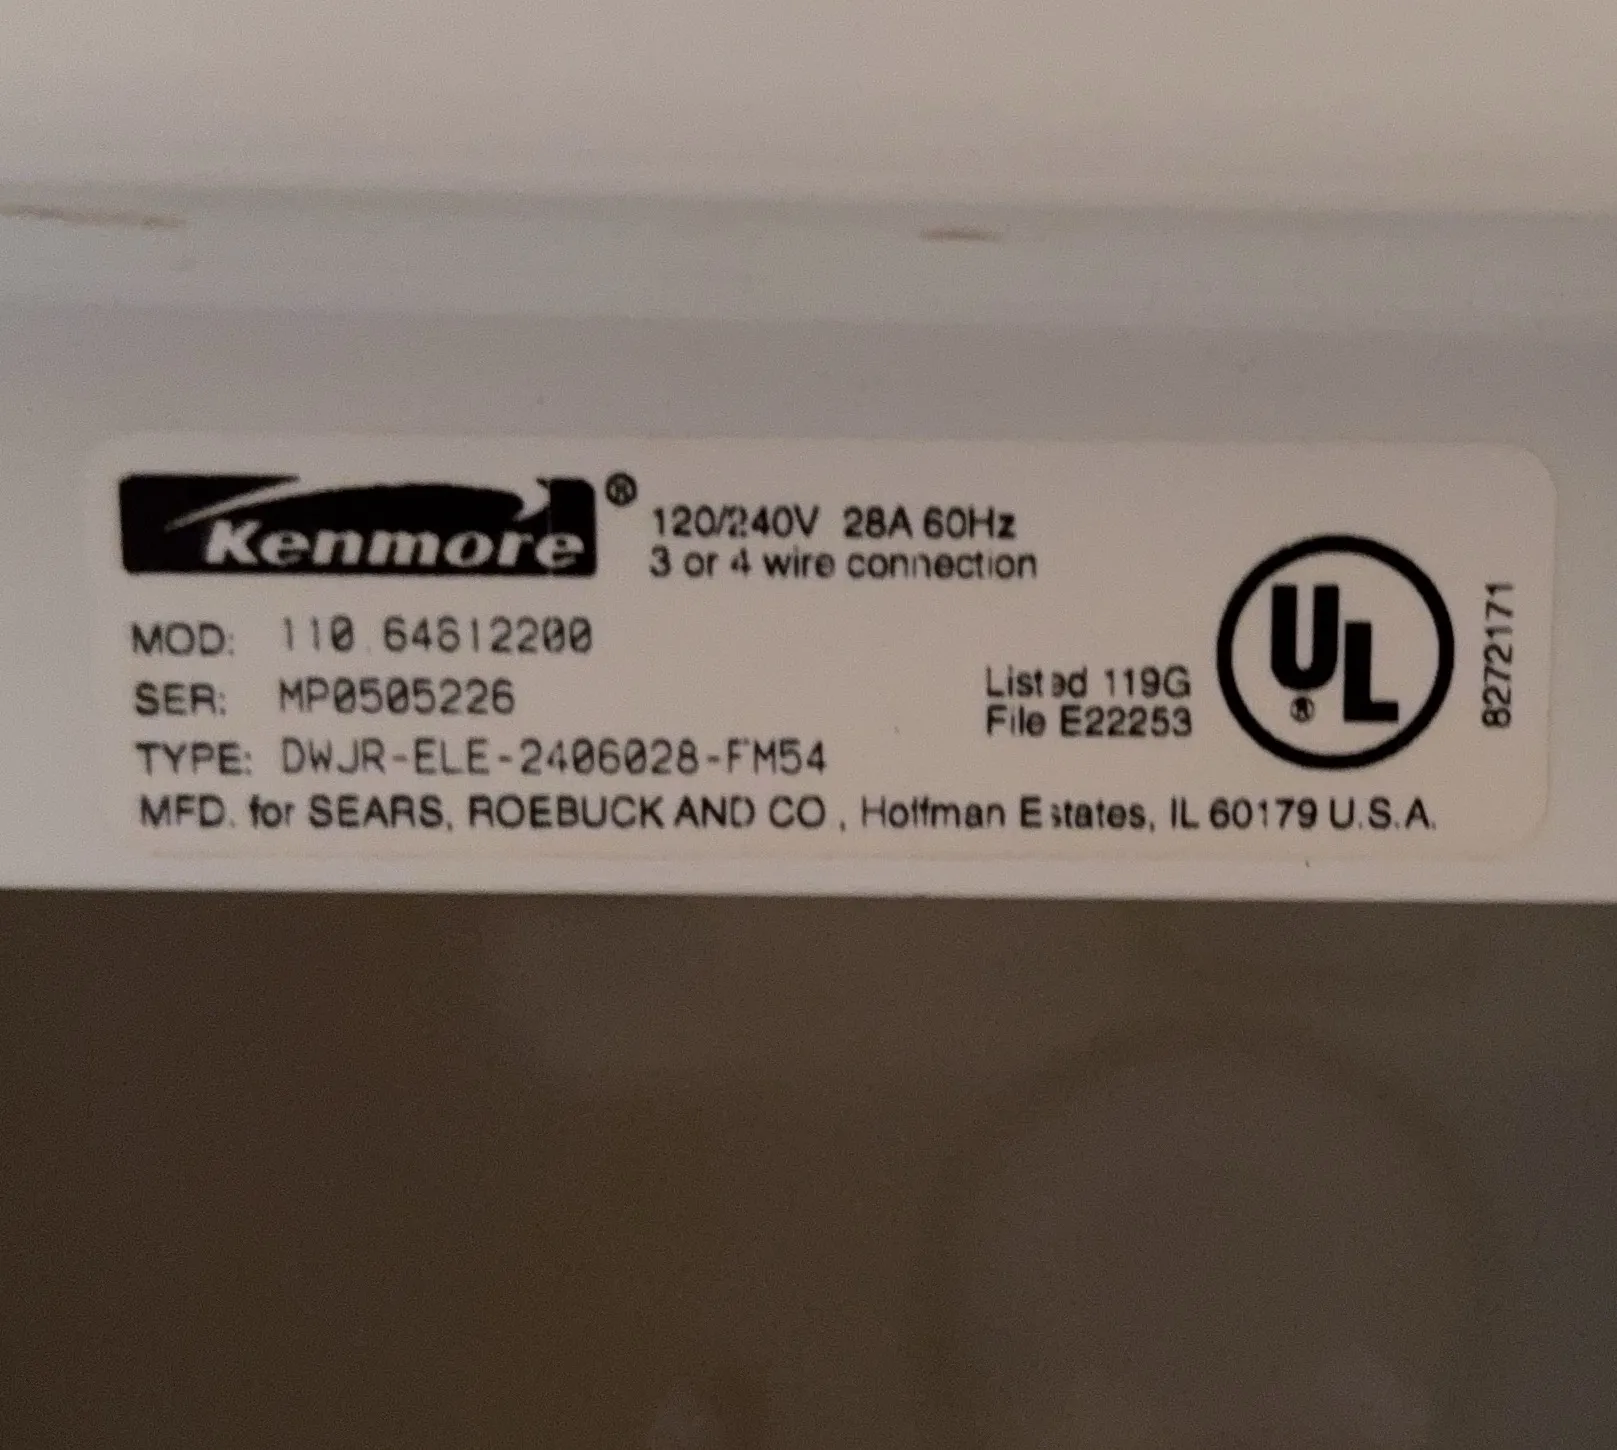 Kenmore®
120/240V 28A 60Hz
3 or 4 wire connection
MOD: 110.64612200
SER: MP0505226
TYPE: DWJR-ELE-2406028-FM54
MFD. for SEARS, ROEBUCK AND CO., Hoffman Estates, IL 60179 U.S.A.
Listed 119G
File E22253
UL®
8272171